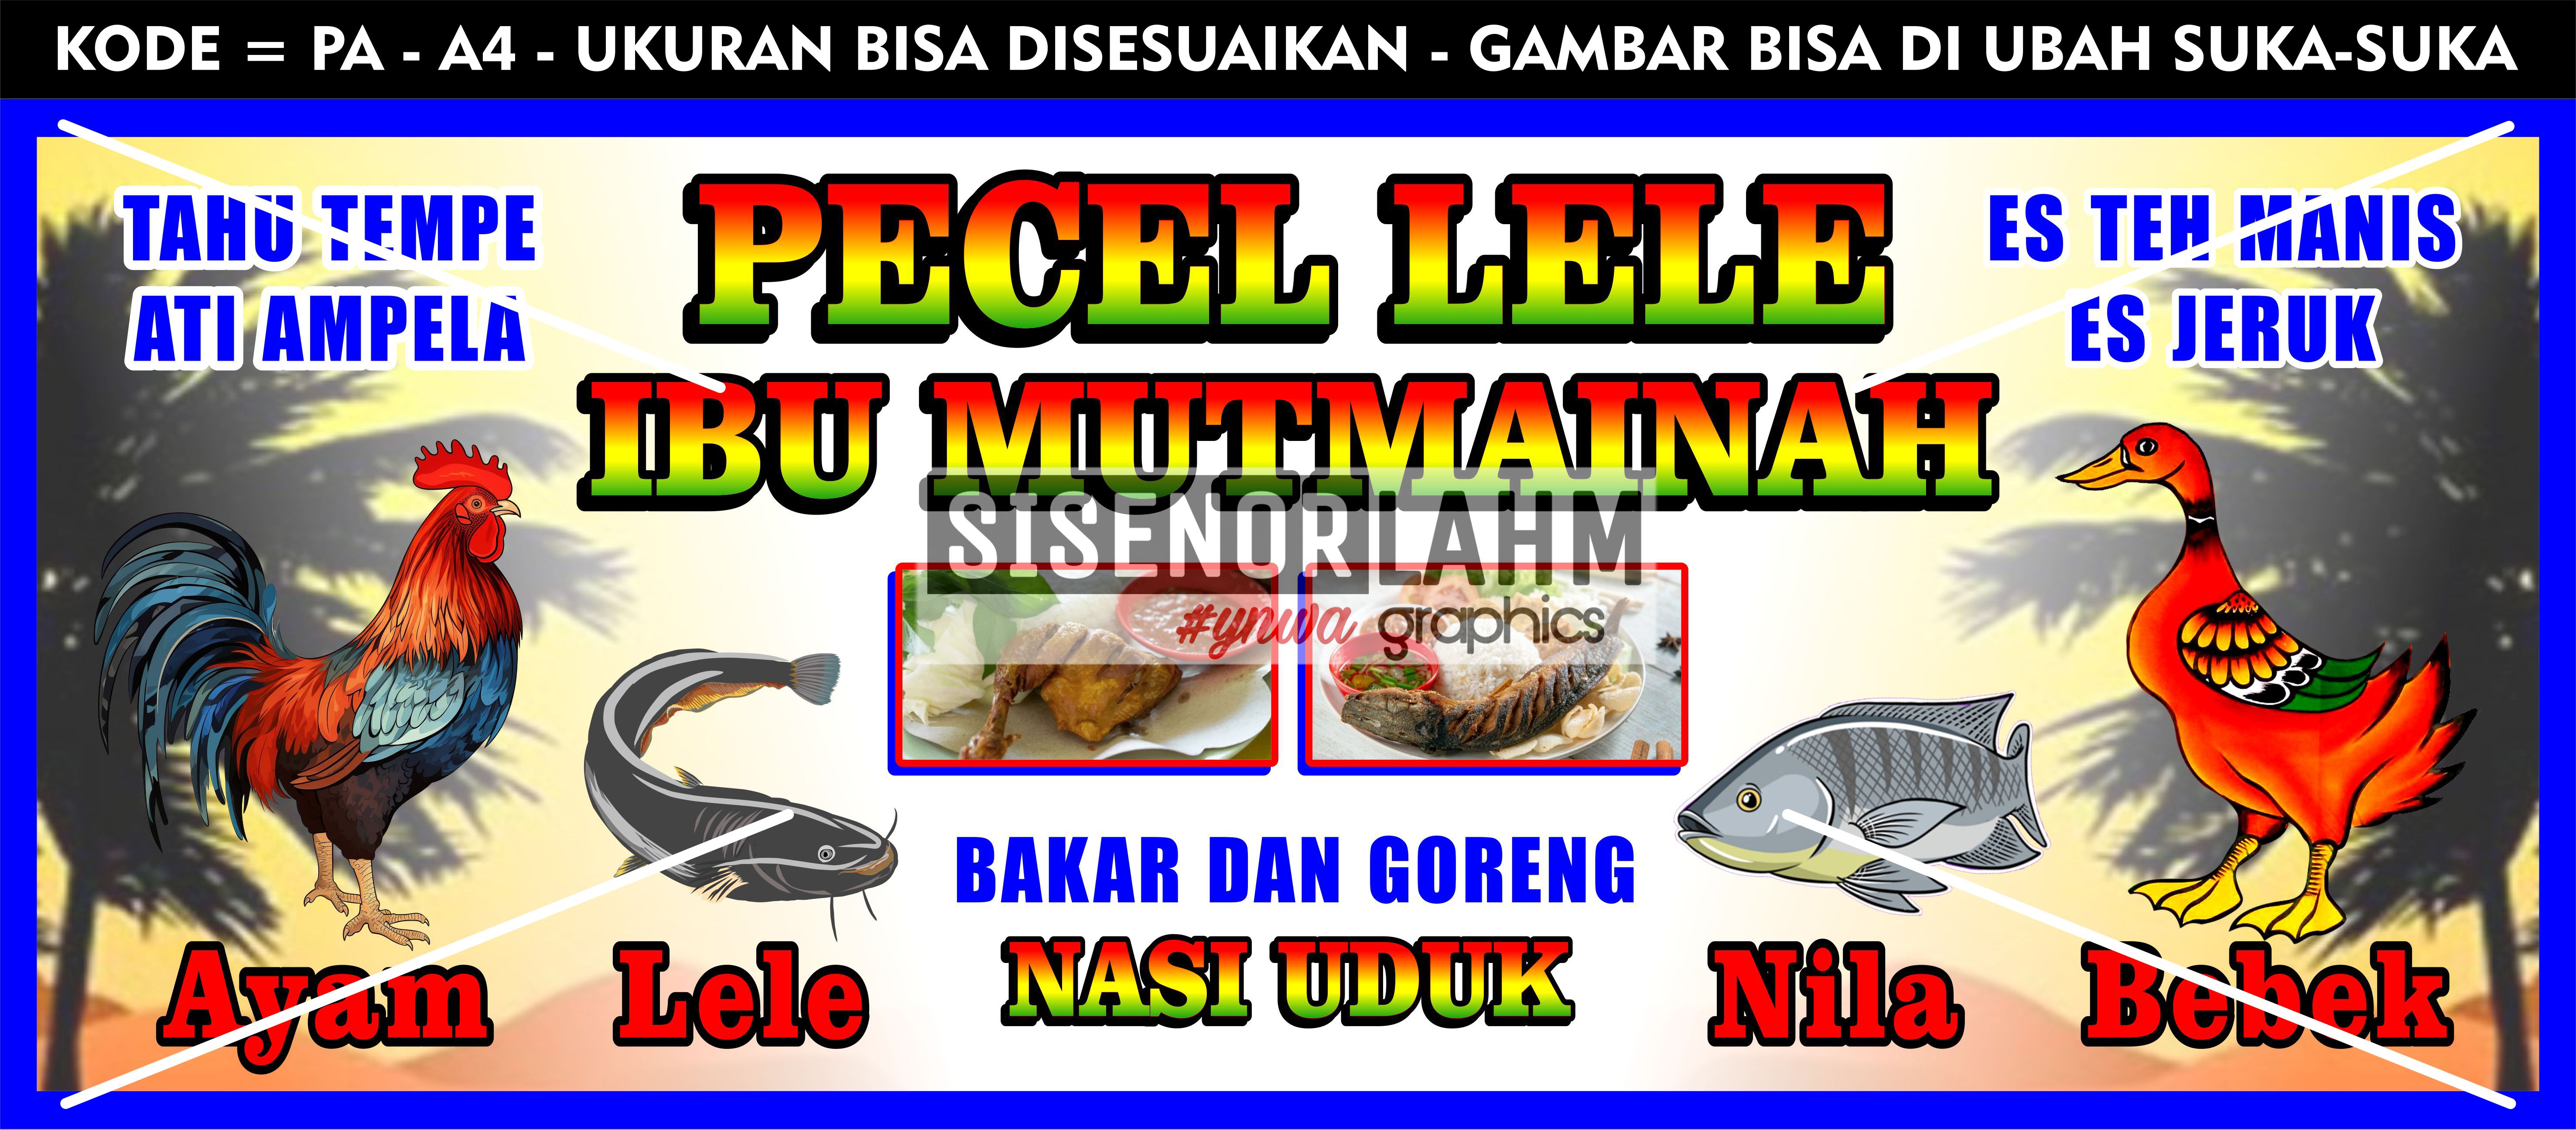 KODE = PA - A4 - UKURAN BISA DISESUAIKAN - GAMBAR BISA DI UBAH SUKA-SUKA
TAHU TEMPE
ATI AMPELA
PECEL LELE
IBU MUTMAINAH
ES TEH MANIS
ES JERUK
SISENORLAHM
#ynwa graphics
BAKAR DAN GORENG
NASI UDUK
Ayam
Lele
Nila
Bebek